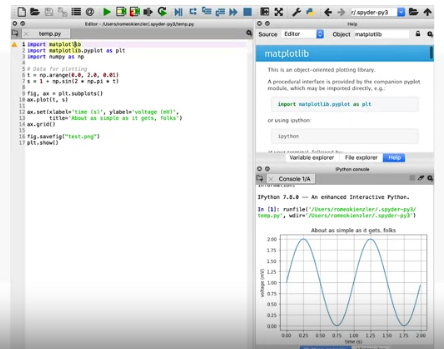 r/.spyder-py3
Editor - /Users/romeokienzler/.spyder-py3/temp.py
Help
temp.py
Source Editor Object matplotlib
1 import matplotlib
2 import matplotlib.pyplot as plt
3 import numpy as np
4
5 # Data for plotting
6 t = np.arange(0.0, 2.0, 0.01)
7 s = 1 + np.sin(2 * np.pi * t)
8
9 fig, ax = plt.subplots()
10 ax.plot(t, s)
11
12 ax.set(xlabel='time (s)', ylabel='voltage (mV)',
13 title='About as simple as it gets, folks')
14 ax.grid()
15
16 fig.savefig("test.png")
17 plt.show()
matplotlib
This is an object-oriented plotting library.
A procedural interface is provided by the companion pyplot
module, which may be imported directly, e.g.:
import matplotlib.pyplot as plt
or using ipython:
ipython
Variable explorer File explorer Help
IPython console
Console 1/A
information.
IPython 7.8.0 -- An enhanced Interactive Python.
In [1]: runfile('/Users/romeokienzler/.spyder-py3/
temp.py', wdir='/Users/romeokienzler/.spyder-py3')
About as simple as it gets, folks
2.00
1.75
1.50
1.25
1.00
0.75
0.50
0.25
0.00
voltage (mV)
0.00 0.25 0.50 0.75 1.00 1.25 1.50 1.75 2.00
time (s)